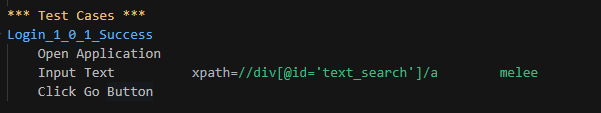 *** Test Cases ***
Login_1_0_1_Success
Open Application
Input Text xpath=//div[@id='text_search']/a melee
Click Go Button